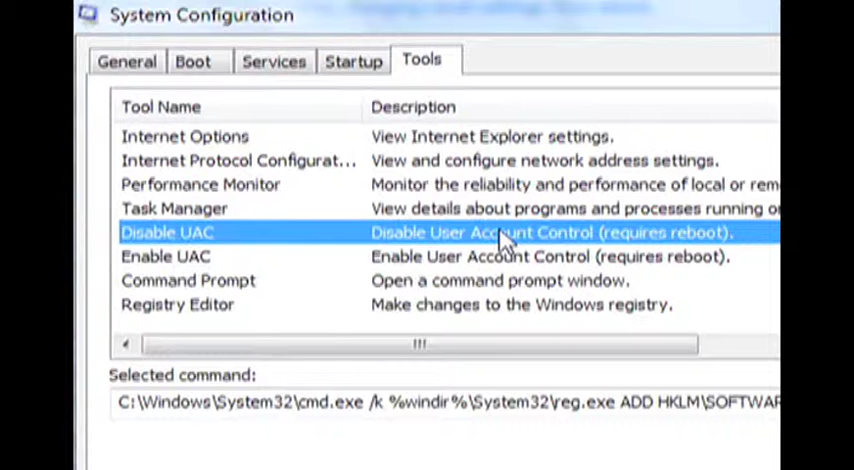 System Configuration
General Boot Services Startup Tools
Tool Name Description
Internet Options View Internet Explorer settings.
Internet Protocol Configurat... View and configure network address settings.
Performance Monitor Monitor the reliability and performance of local or rem
Task Manager View details about programs and processes running o
Disable UAC Disable User Account Control (requires reboot).
Enable UAC Enable User Account Control (requires reboot).
Command Prompt Open a command prompt window.
Registry Editor Make changes to the Windows registry.
Selected command:
C:\Windows\System32\cmd.exe /k %windir%\System32\reg.exe ADD HKLM\SOFTWAR